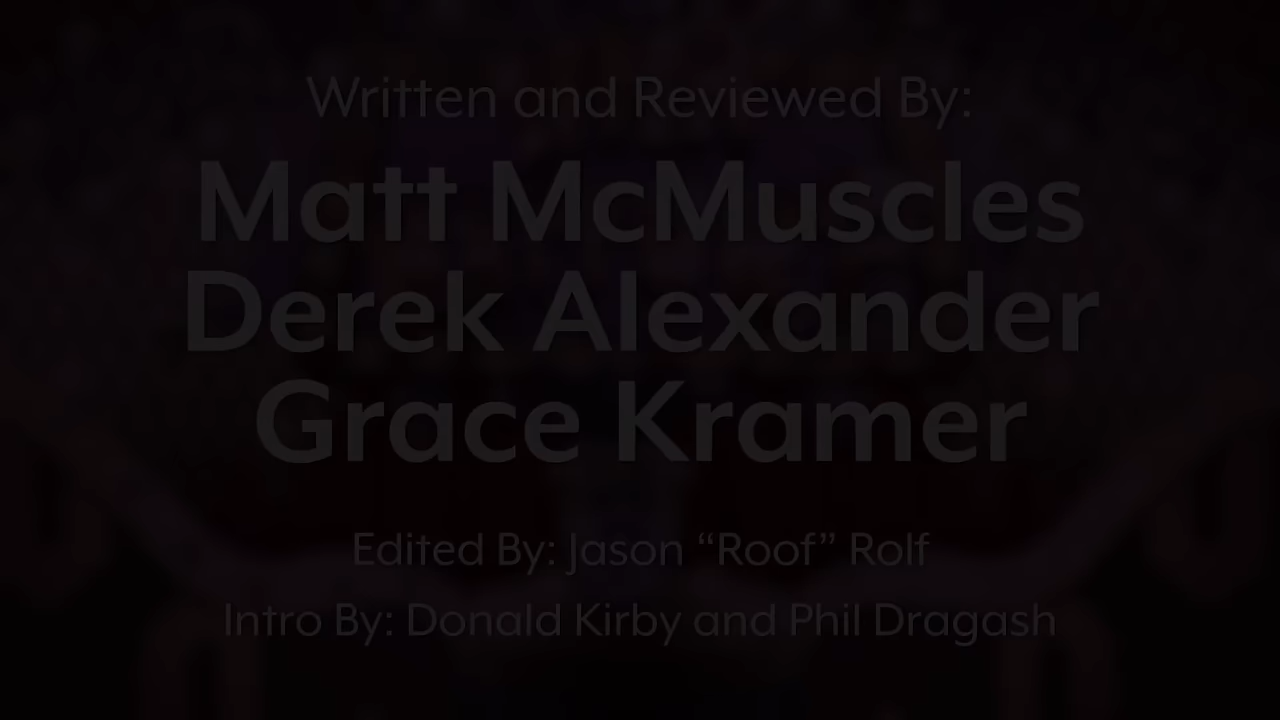 Written and Reviewed By:
Matt McMuscles
Derek Alexander
Grace Kramer
Edited By: Jason “Roof” Rolf
Intro By: Donald Kirby and Phil Dragash